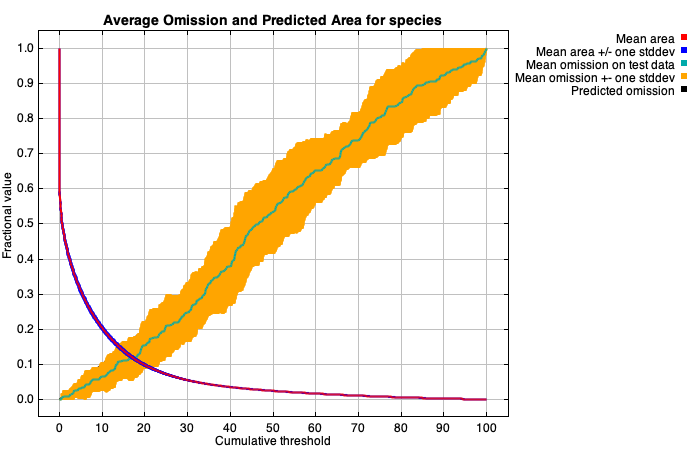 Average Omission and Predicted Area for species
Mean area
Mean area +/- one stddev
Mean omission on test data
Mean omission +- one stddev
Predicted omission
Fractional value
1.0
0.9
0.8
0.7
0.6
0.5
0.4
0.3
0.2
0.1
0.0
0 10 20 30 40 50 60 70 80 90 100
Cumulative threshold